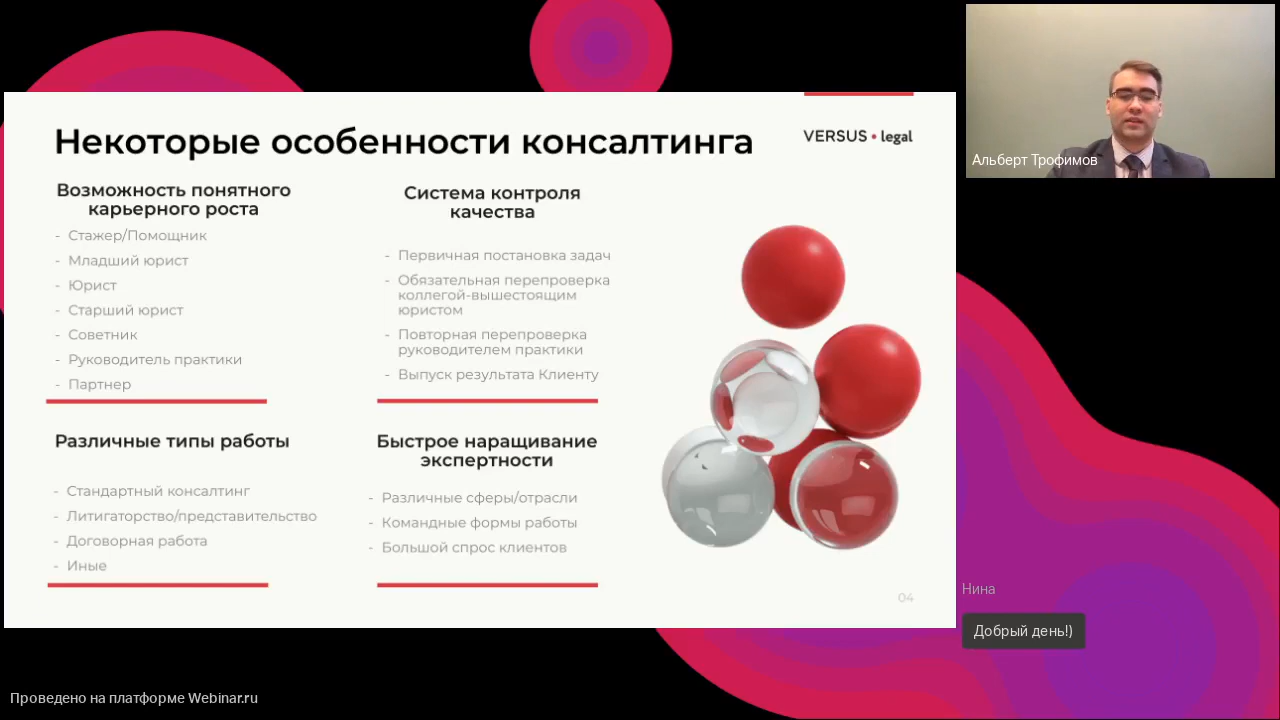 Некоторые особенности консалтинга
VERSUS • legal
Возможность понятного
карьерного роста
- Стажер/Помощник
- Младший юрист
- Юрист
- Старший юрист
- Советник
- Руководитель практики
- Партнер
Система контроля
качества
- Первичная постановка задач
- Обязательная перепроверка
коллегой-вышестоящим
юристом
- Повторная перепроверка
руководителем практики
- Выпуск результата Клиенту
Различные типы работы
- Стандартный консалтинг
- Литигаторство/представительство
- Договорная работа
- Иные
Быстрое наращивание
экспертности
- Различные сферы/отрасли
- Командные формы работы
- Большой спрос клиентов
04
Альберт Трофимов
Нина
Добрый день!)
Проведено на платформе Webinar.ru